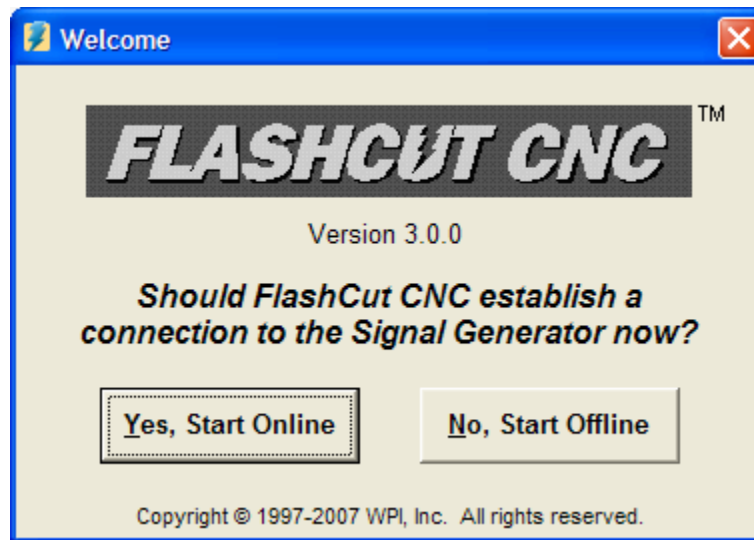 Welcome
FLASHCUT CNC TM
Version 3.0.0
Should FlashCut CNC establish a
connection to the Signal Generator now?
Yes, Start Online No, Start Offline
Copyright © 1997-2007 WPI, Inc. All rights reserved.